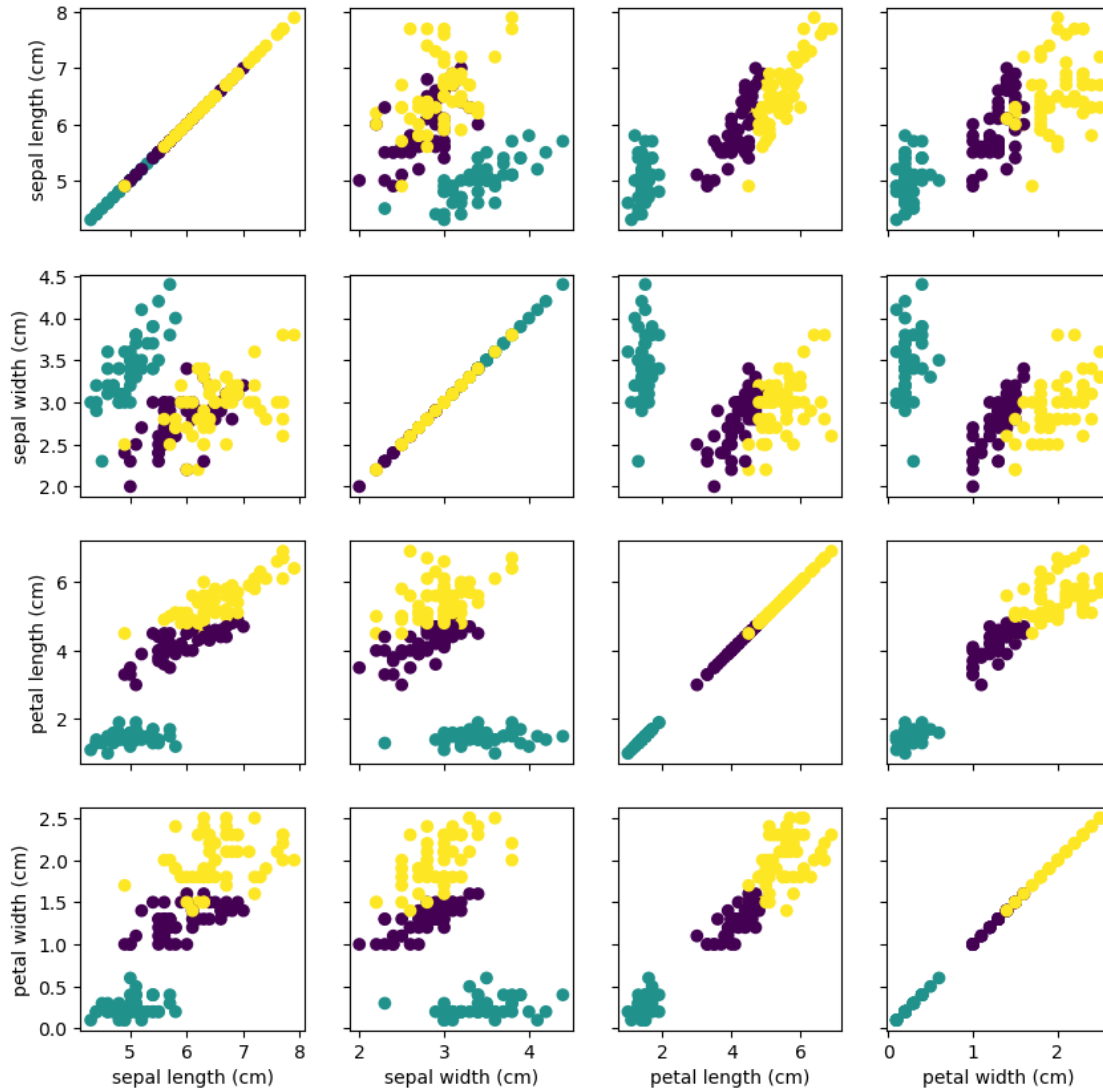 8
7
6
5
sepal length (cm)
4.5
4.0
3.5
3.0
2.5
2.0
sepal width (cm)
6
4
2
petal length (cm)
2.5
2.0
1.5
1.0
0.5
0.0
petal width (cm)
5 6 7 8
2 3 4
2 4 6
0 1 2
sepal length (cm)
sepal width (cm)
petal length (cm)
petal width (cm)